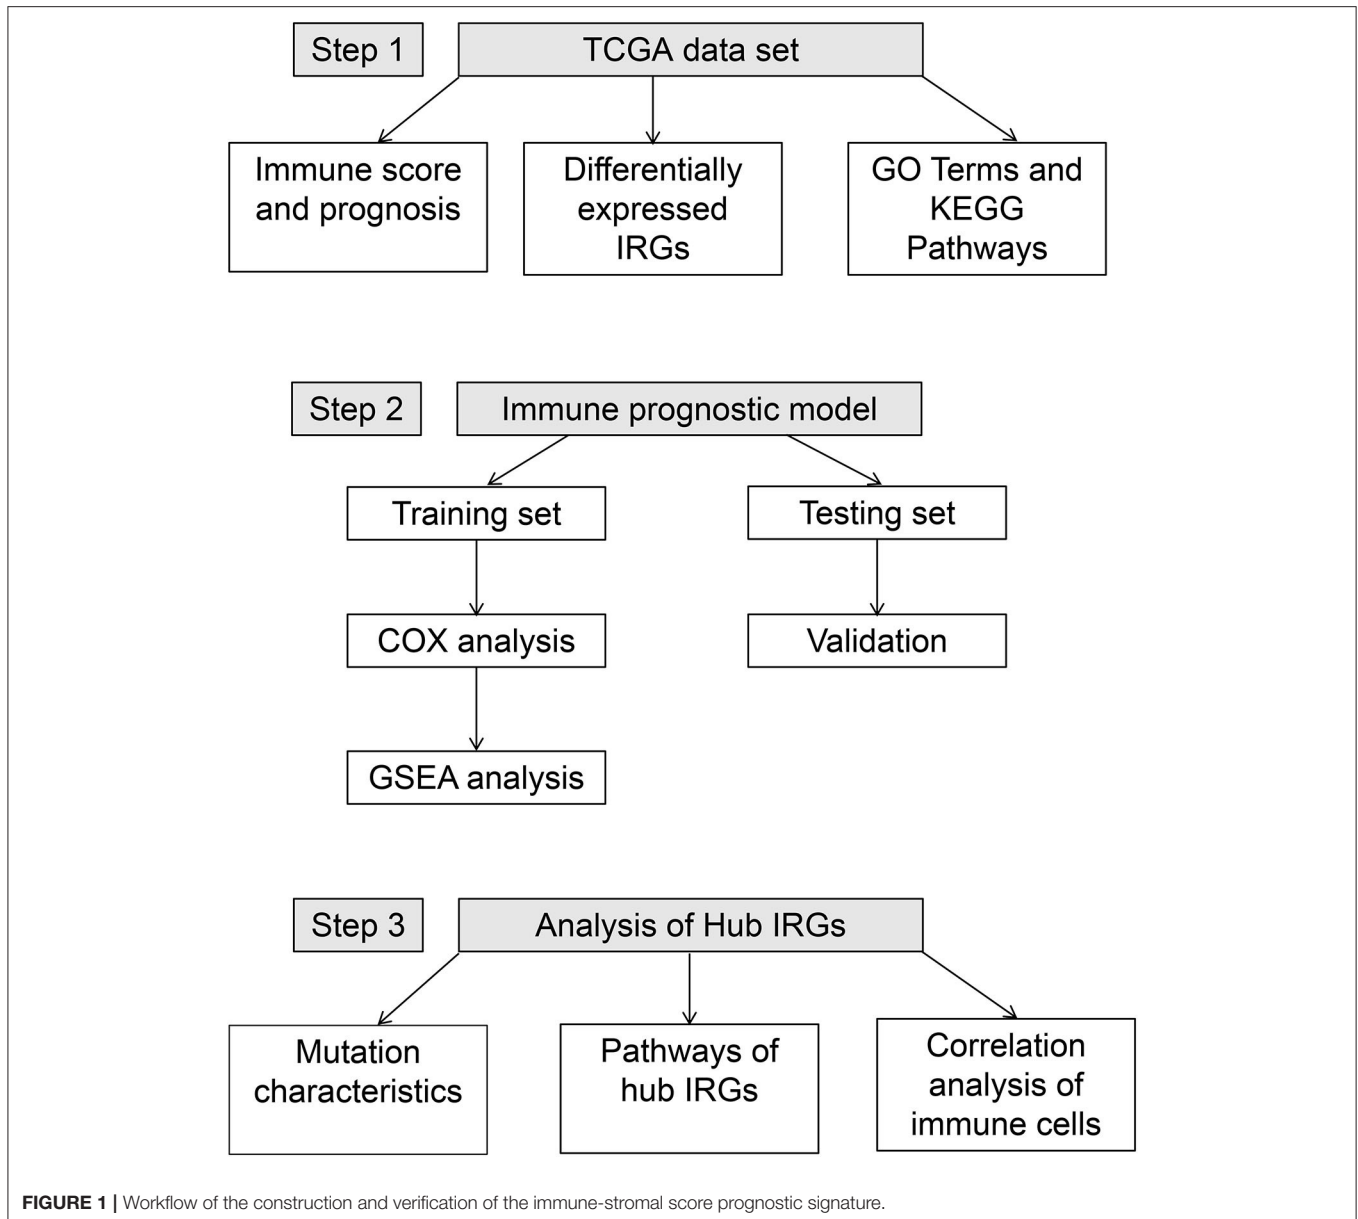 Step 1
TCGA data set
Immune score
and prognosis
Differentially
expressed
IRGs
GO Terms and
KEGG
Pathways
Step 2
Immune prognostic model
Training set
Testing set
COX analysis
Validation
GSEA analysis
Step 3
Analysis of Hub IRGs
Mutation
characteristics
Pathways of
hub IRGs
Correlation
analysis of
immune cells
FIGURE 1 | Workflow of the construction and verification of the immune-stromal score prognostic signature.